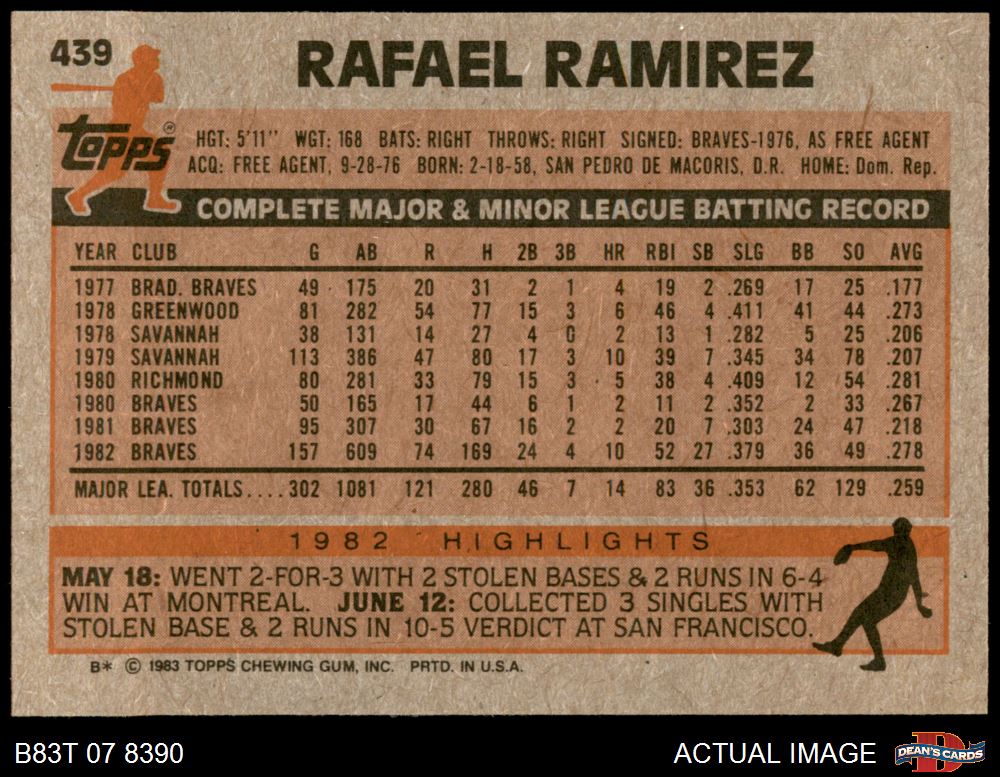 439
RAFAEL RAMIREZ
Topps®
HGT: 5'11" WGT: 168 BATS: RIGHT THROWS: RIGHT SIGNED: BRAVES-1976, AS FREE AGENT
ACQ: FREE AGENT, 9-28-76 BORN: 2-18-58, SAN PEDRO DE MACORIS, D.R. HOME: Dom. Rep.
COMPLETE MAJOR & MINOR LEAGUE BATTING RECORD
YEAR CLUB G AB R H 2B 3B HR RBI SB SLG BB SO AVG
1977 BRAD. BRAVES 49 175 20 31 2 1 4 19 2 .269 17 25 .177
1978 GREENWOOD 81 282 54 77 15 3 6 46 4 .411 41 44 .273
1978 SAVANNAH 38 131 14 27 4 0 2 13 1 .282 5 25 .206
1979 SAVANNAH 113 386 47 80 17 3 10 39 7 .345 34 78 .207
1980 RICHMOND 80 281 33 79 15 3 5 38 4 .409 12 54 .281
1980 BRAVES 50 165 17 44 6 1 2 11 2 .352 2 33 .267
1981 BRAVES 95 307 30 67 16 2 2 20 7 .303 24 47 .218
1982 BRAVES 157 609 74 169 24 4 10 52 27 .379 36 49 .278
MAJOR LEA. TOTALS.... 302 1081 121 280 46 7 14 83 36 .353 62 129 .259
1982 HIGHLIGHTS
MAY 18: WENT 2-FOR-3 WITH 2 STOLEN BASES & 2 RUNS IN 6-4
WIN AT MONTREAL. JUNE 12: COLLECTED 3 SINGLES WITH
STOLEN BASE & 2 RUNS IN 10-5 VERDICT AT SAN FRANCISCO.
B* © 1983 TOPPS CHEWING GUM, INC. PRTD. IN U.S.A.
B83T 07 8390
ACTUAL IMAGE
D
DEAN'S CARDS